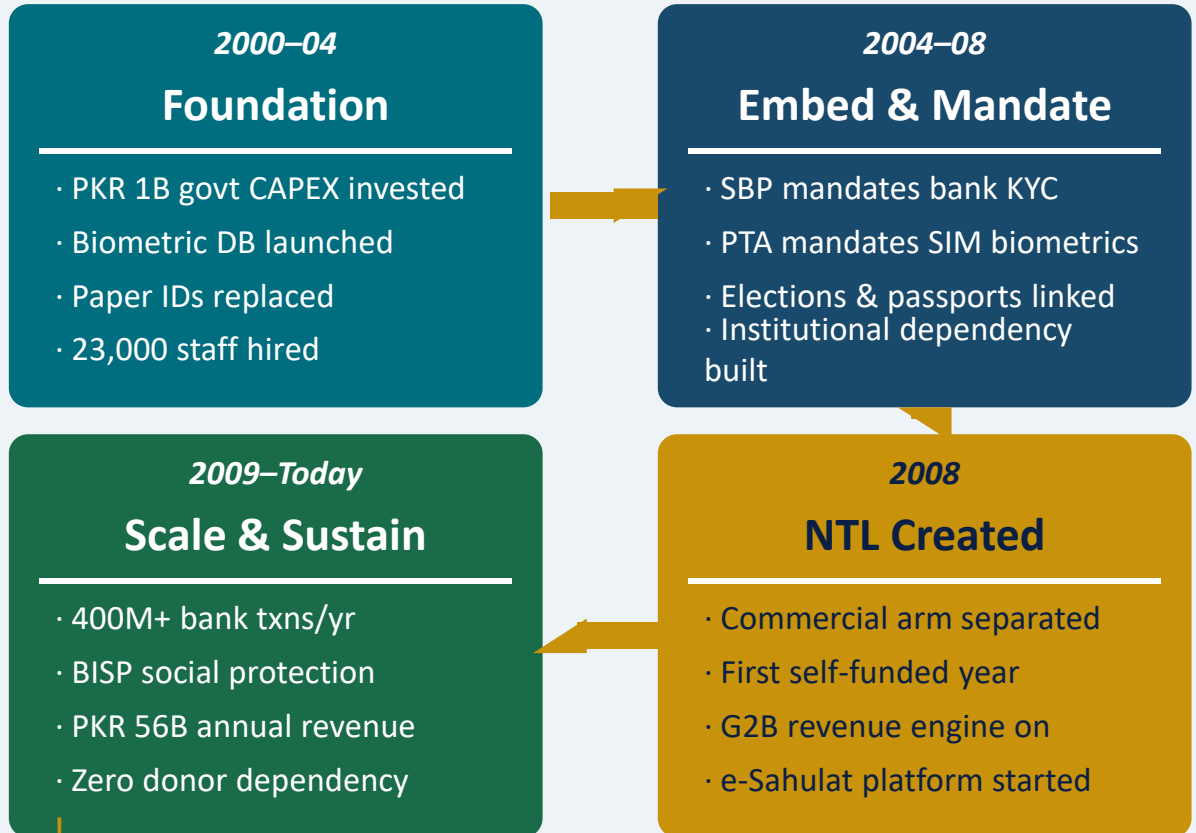 2000–04
Foundation
· PKR 1B govt CAPEX invested
· Biometric DB launched
· Paper IDs replaced
· 23,000 staff hired
2004–08
Embed & Mandate
· SBP mandates bank KYC
· PTA mandates SIM biometrics
· Elections & passports linked
· Institutional dependency
built
2008
NTL Created
· Commercial arm separated
· First self-funded year
· G2B revenue engine on
· e-Sahulat platform started
2009–Today
Scale & Sustain
· 400M+ bank txns/yr
· BISP social protection
· PKR 56B annual revenue
· Zero donor dependency